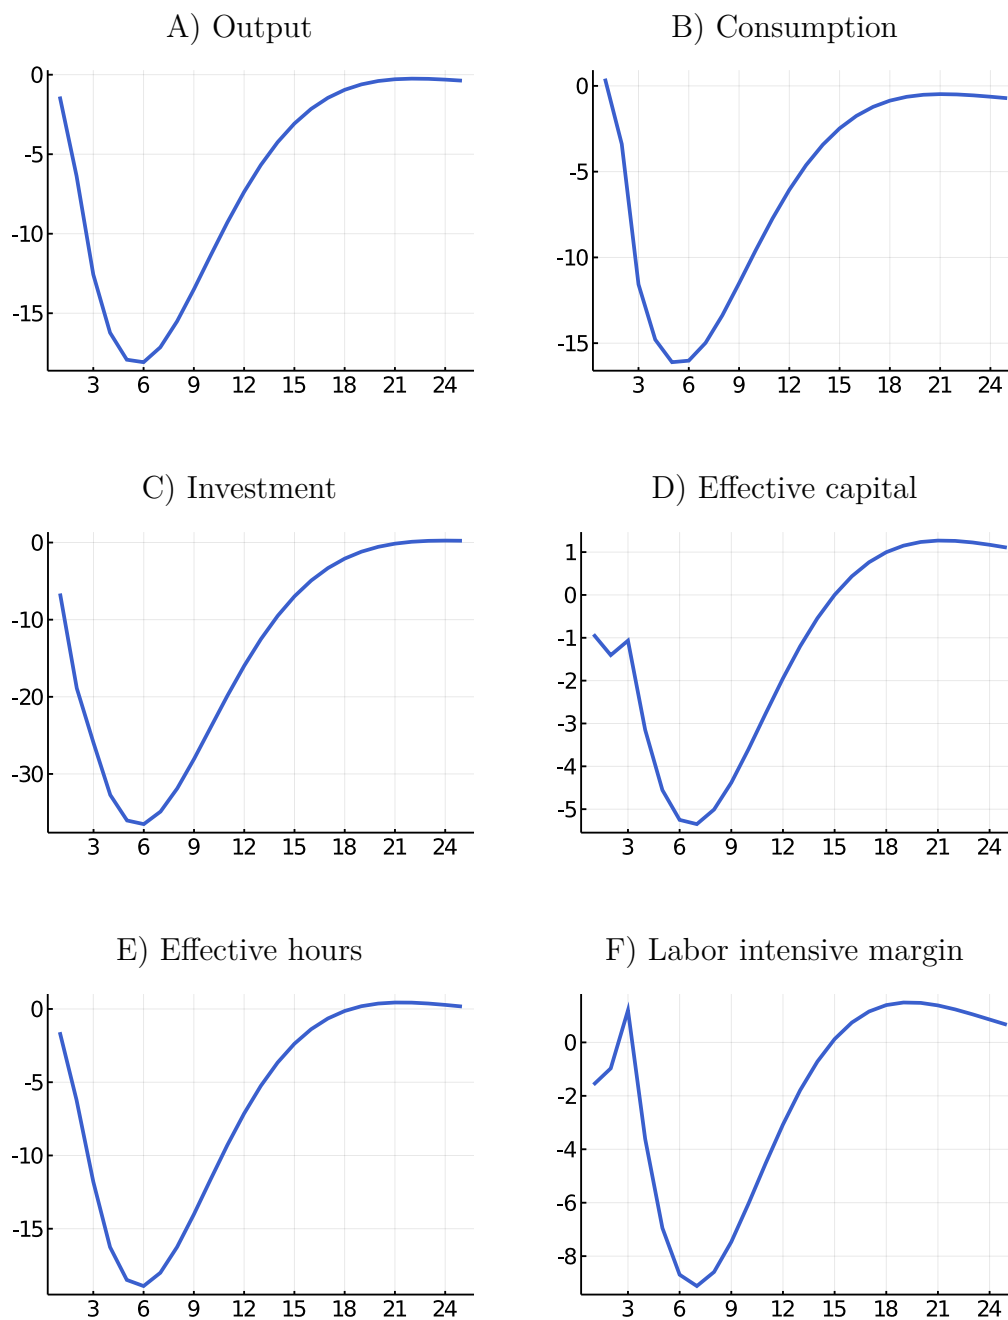 A) Output
B) Consumption
0
-5
-10
-15
3 6 9 12 15 18 21 24
0
-5
-10
-15
3 6 9 12 15 18 21 24
C) Investment
D) Effective capital
0
-10
-20
-30
3 6 9 12 15 18 21 24
1
0
-1
-2
-3
-4
-5
3 6 9 12 15 18 21 24
E) Effective hours
F) Labor intensive margin
0
-5
-10
-15
3 6 9 12 15 18 21 24
0
-2
-4
-6
-8
3 6 9 12 15 18 21 24